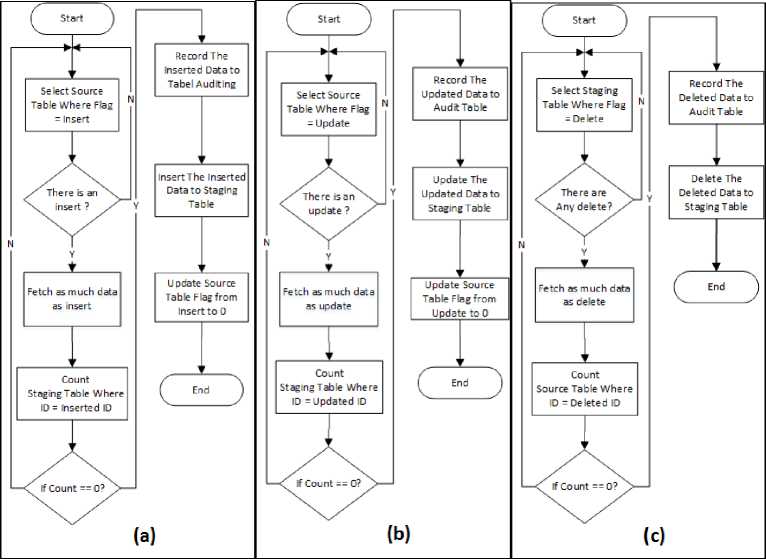 Start
Select Source
Table Where Flag
= Insert
N
There is an
insert ?
Y
N
Fetch as much data
as insert
Count
Staging Table Where
ID = Inserted ID
If Count == 0?
Y
Record The
Inserted Data to
Tabel Auditing
Insert The Inserted
Data to Staging
Table
Update Source
Table Flag from
Insert to 0
End
(a)
Start
Select Source
Table Where Flag
= Update
N
There is an
update ?
Y
N
Fetch as much data
as update
Count
Staging Table Where
ID = Updated ID
If Count == 0?
Y
Record The
Updated Data to
Audit Table
Update The
Updated Data to
Staging Table
Update Source
Table Flag from
Update to 0
End
(b)
Start
Select Staging
Table Where Flag
= Delete
N
There are
Any delete?
Y
N
Fetch as much data
as delete
Count
Source Table Where
ID = Deleted ID
If Count == 0?
Y
Record The
Deleted Data to
Audit Table
Delete The
Deleted Data to
Staging Table
End
(c)